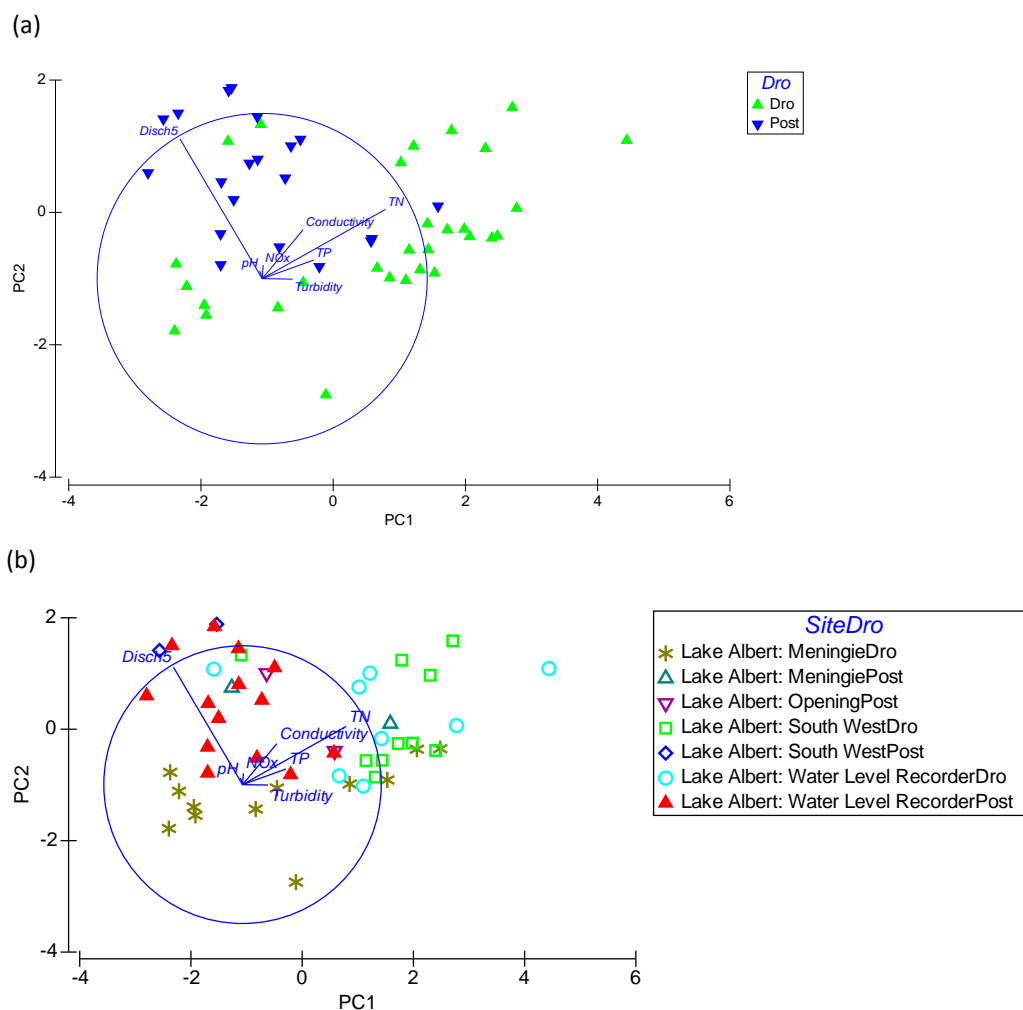 (a)
2
0
-2
-4
PC2
-4
-2
0
2
4
6
PC1
Disch5
TN
Conductivity
TP
NOx
pH
Turbidity
Dro
Dro
Post
(b)
2
0
-2
-4
PC2
-4
-2
0
2
4
6
PC1
Disch5
TN
Conductivity
TP
NOx
pH
Turbidity
SiteDro
Lake Albert: MeningieDro
Lake Albert: MeningiePost
Lake Albert: OpeningPost
Lake Albert: South WestDro
Lake Albert: South WestPost
Lake Albert: Water Level RecorderDro
Lake Albert: Water Level RecorderPost